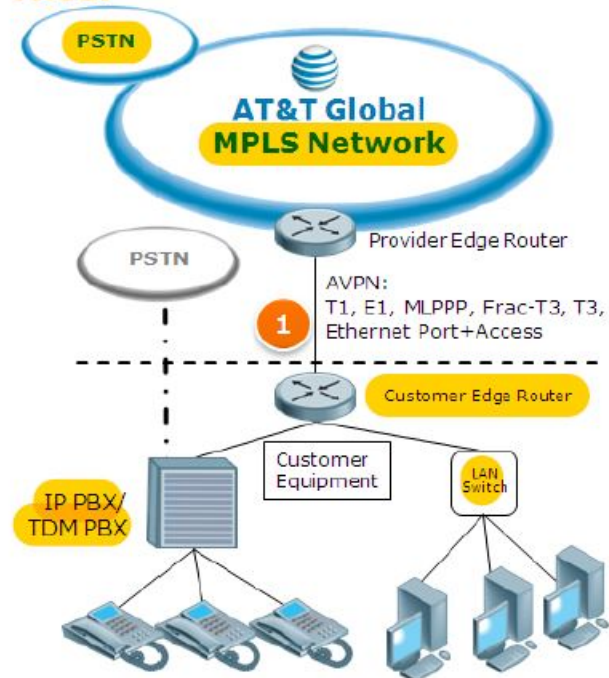 PSTN
AT&T Global
MPLS Network
Provider Edge Router
PSTN
AVPN:
T1, E1, MLPPP, Frac-T3, T3,
Ethernet Port+Access
1
Customer Edge Router
Customer
Equipment
LAN
Switch
IP PBX/
TDM PBX